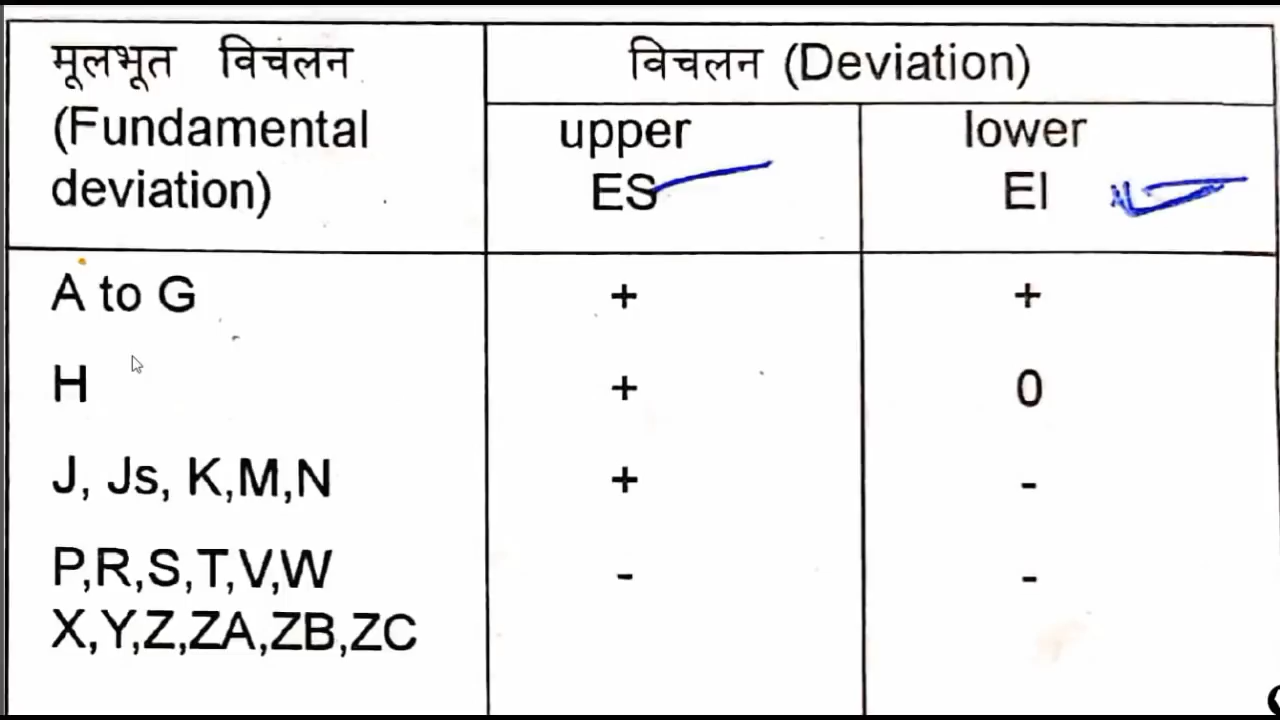 मूलभूत विचलन
(Fundamental
deviation)
विचलन (Deviation)
upper
ES
lower
EI
A to G
+
+
H
+
0
J, Js, K,M,N
+
-
P,R,S,T,V,W
-
-
X,Y,Z,ZA,ZB,ZC